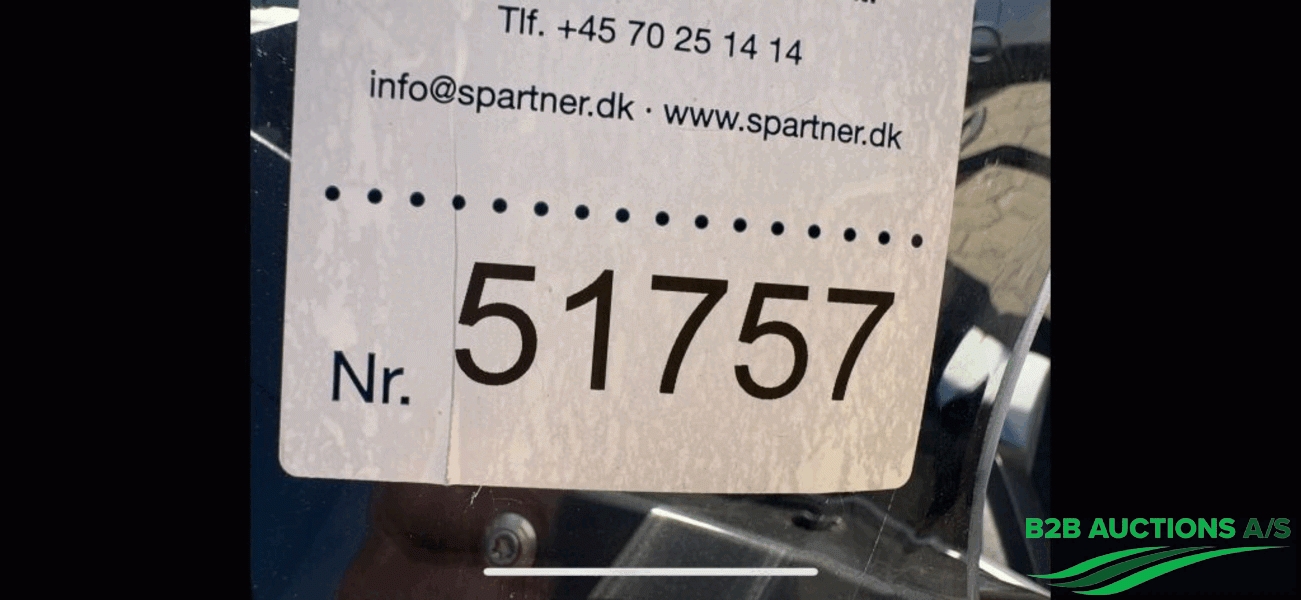 Tlf. +45 70 25 14 14
info@spartner.dk · www.spartner.dk
Nr. 51757
B2B AUCTIONS A/S